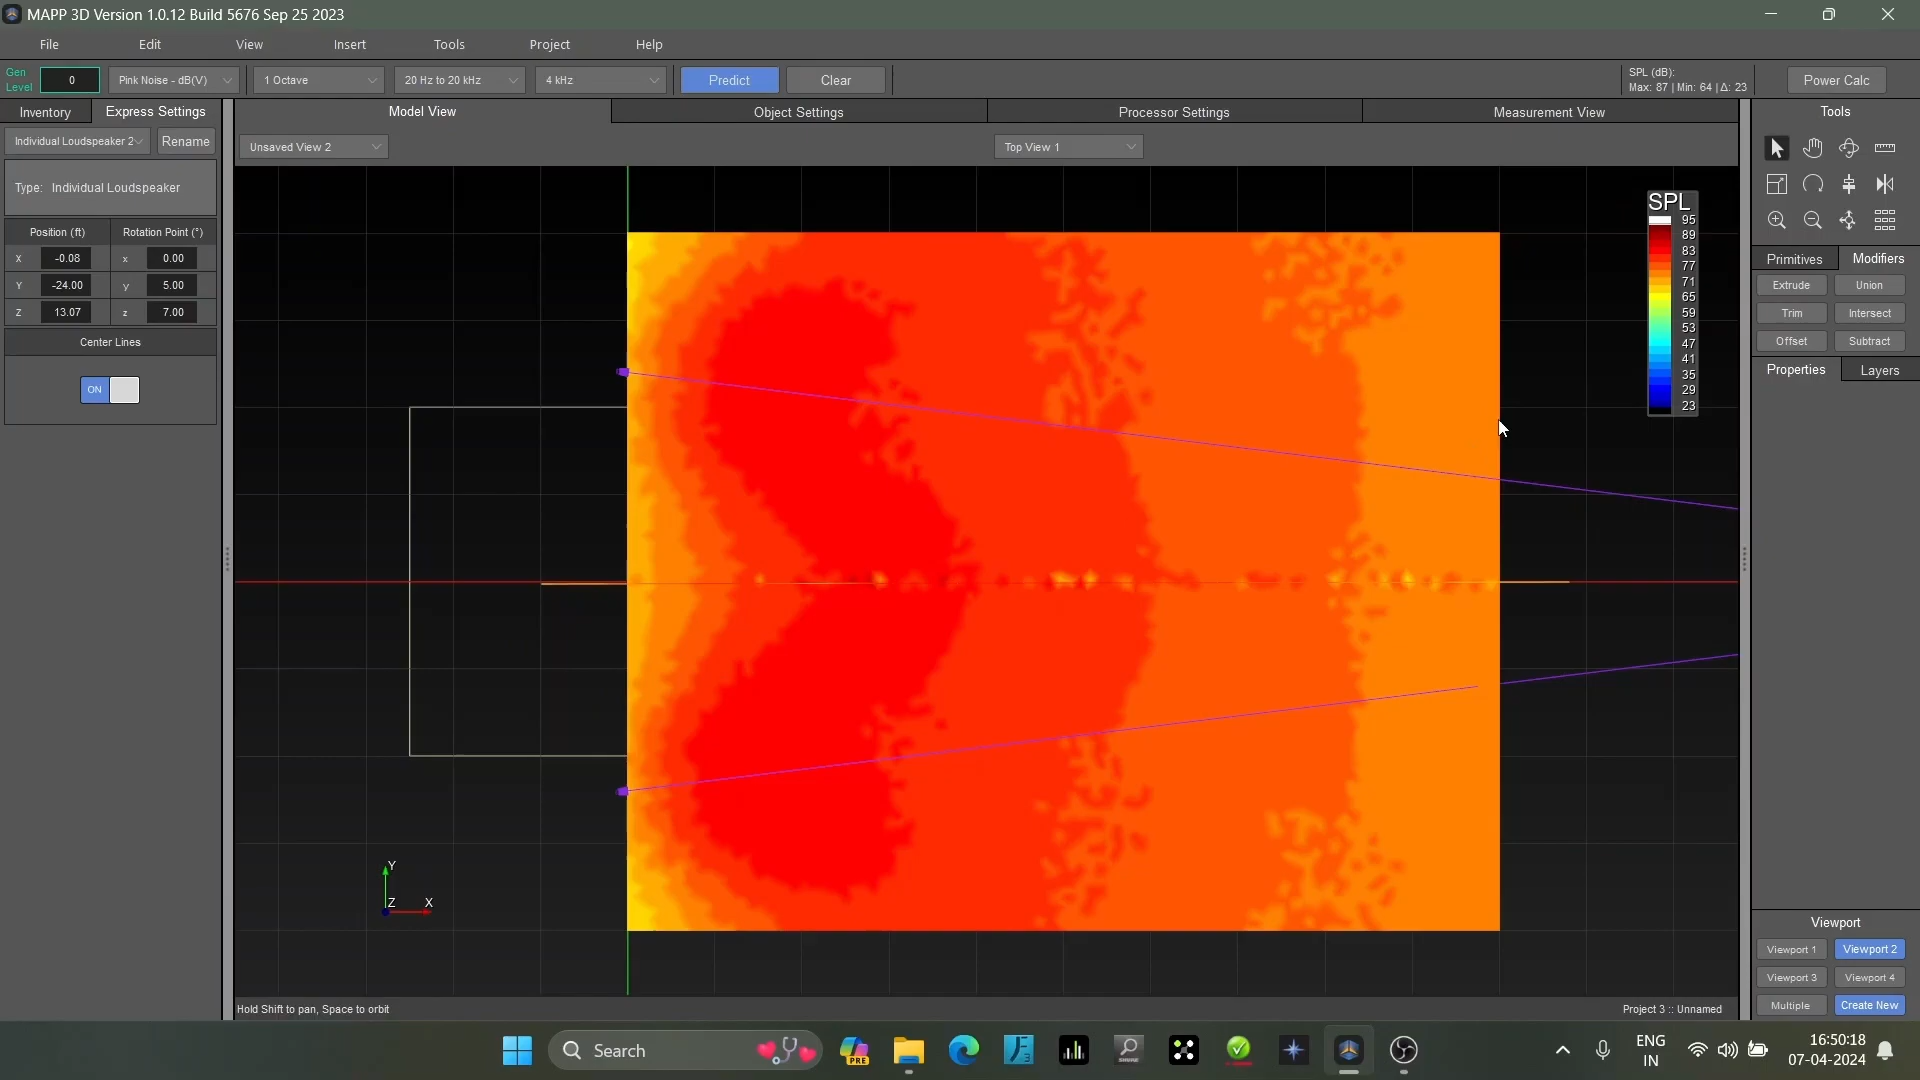 MAPP 3D Version 1.0.12 Build 5676 Sep 25 2023
File Edit View Insert Tools Project Help
Gen Level 0 Pink Noise - dB(V) 1 Octave 20 Hz to 20 kHz 4 kHz Predict Clear
SPL (dB):
Max: 87 | Min: 64 | Δ: 23
Power Calc
Inventory Express Settings
Model View Object Settings Processor Settings Measurement View
Tools
Individual Loudspeaker 2 Rename
Unsaved View 2 Top View 1
Type: Individual Loudspeaker
Position (ft) Rotation Point (°)
X -0.08 x 0.00
Y -24.00 y 5.00
Z 13.07 z 7.00
Center Lines
ON
SPL
95
89
83
77
71
65
59
53
47
41
35
29
23
Y
Z X
Primitives Modifiers
Extrude Union
Trim Intersect
Offset Subtract
Properties Layers
Viewport
Viewport 1 Viewport 2
Viewport 3 Viewport 4
Multiple Create New
Hold Shift to pan, Space to orbit
Project 3 :: Unnamed
Search
PRE
ENG
IN
16:50:18
07-04-2024